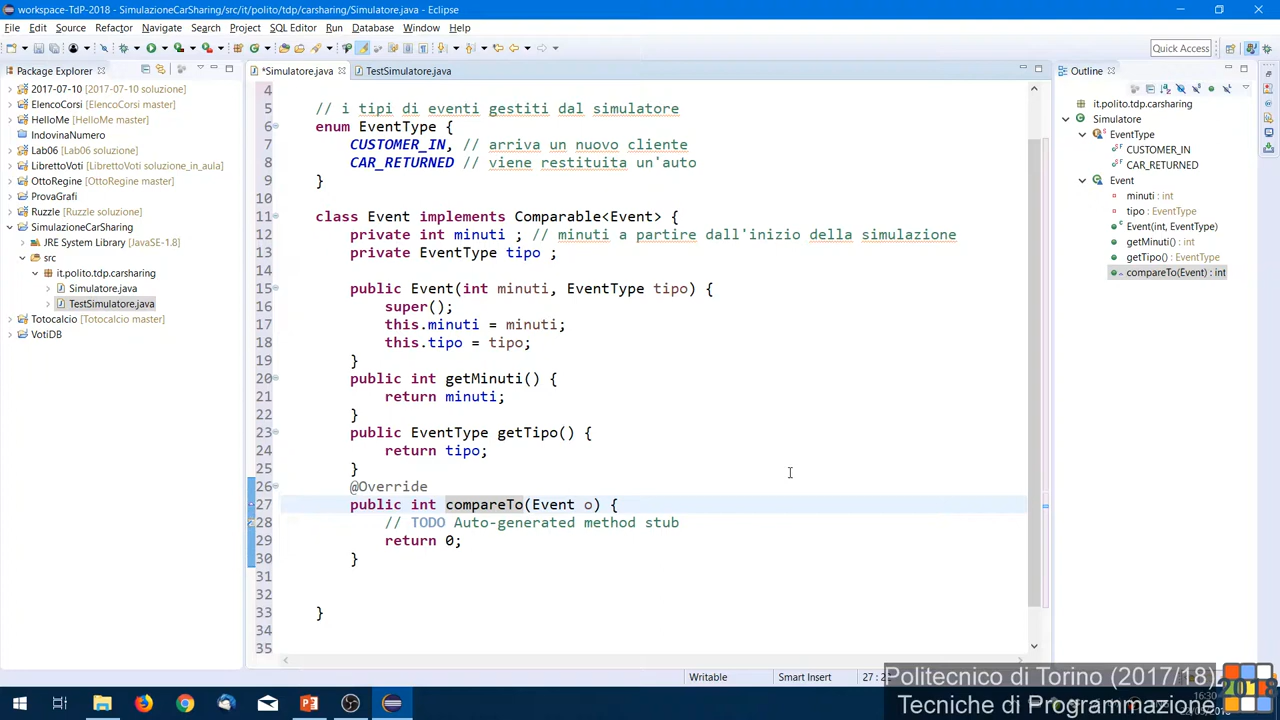 workspace-TdP-2018 - SimulazioneCarSharing/src/it/polito/tdp/carsharing/Simulatore.java - Eclipse
File Edit Source Refactor Navigate Search Project SQL Editor Run Database Window Help
Quick Access
Package Explorer
*Simulatore.java
TestSimulatore.java
Outline
2017-07-10 [2017-07-10 soluzione]
ElencoCorsi [ElencoCorsi master]
HelloMe [HelloMe master]
IndovinaNumero
Lab06 [Lab06 soluzione]
LibrettoVoti [LibrettoVoti soluzione_in_aula]
OttoRegine [OttoRegine master]
ProvaGrafi
Ruzzle [Ruzzle soluzione]
SimulazioneCarSharing
JRE System Library [JavaSE-1.8]
src
it.polito.tdp.carsharing
Simulatore.java
TestSimulatore.java
Totocalcio [Totocalcio master]
VotiDB
4
5 // i tipi di eventi gestiti dal simulatore
6 enum EventType {
7 CUSTOMER_IN, // arriva un nuovo cliente
8 CAR_RETURNED // viene restituita un'auto
9 }
10
11 class Event implements Comparable<Event> {
12 private int minuti ; // minuti a partire dall'inizio della simulazione
13 private EventType tipo ;
14
15 public Event(int minuti, EventType tipo) {
16 super();
17 this.minuti = minuti;
18 this.tipo = tipo;
19 }
20 public int getMinuti() {
21 return minuti;
22 }
23 public EventType getTipo() {
24 return tipo;
25 }
26 @Override
27 public int compareTo(Event o) {
28 // TODO Auto-generated method stub
29 return 0;
30 }
31
32
33 }
34
35
it.polito.tdp.carsharing
Simulatore
EventType
CUSTOMER_IN
CAR_RETURNED
Event
minuti : int
tipo : EventType
Event(int, EventType)
getMinuti() : int
getTipo() : EventType
compareTo(Event) : int
Writable
Smart Insert
Politecnico di Torino (2017/18)
Tecniche di Programmazione
2018
16:30